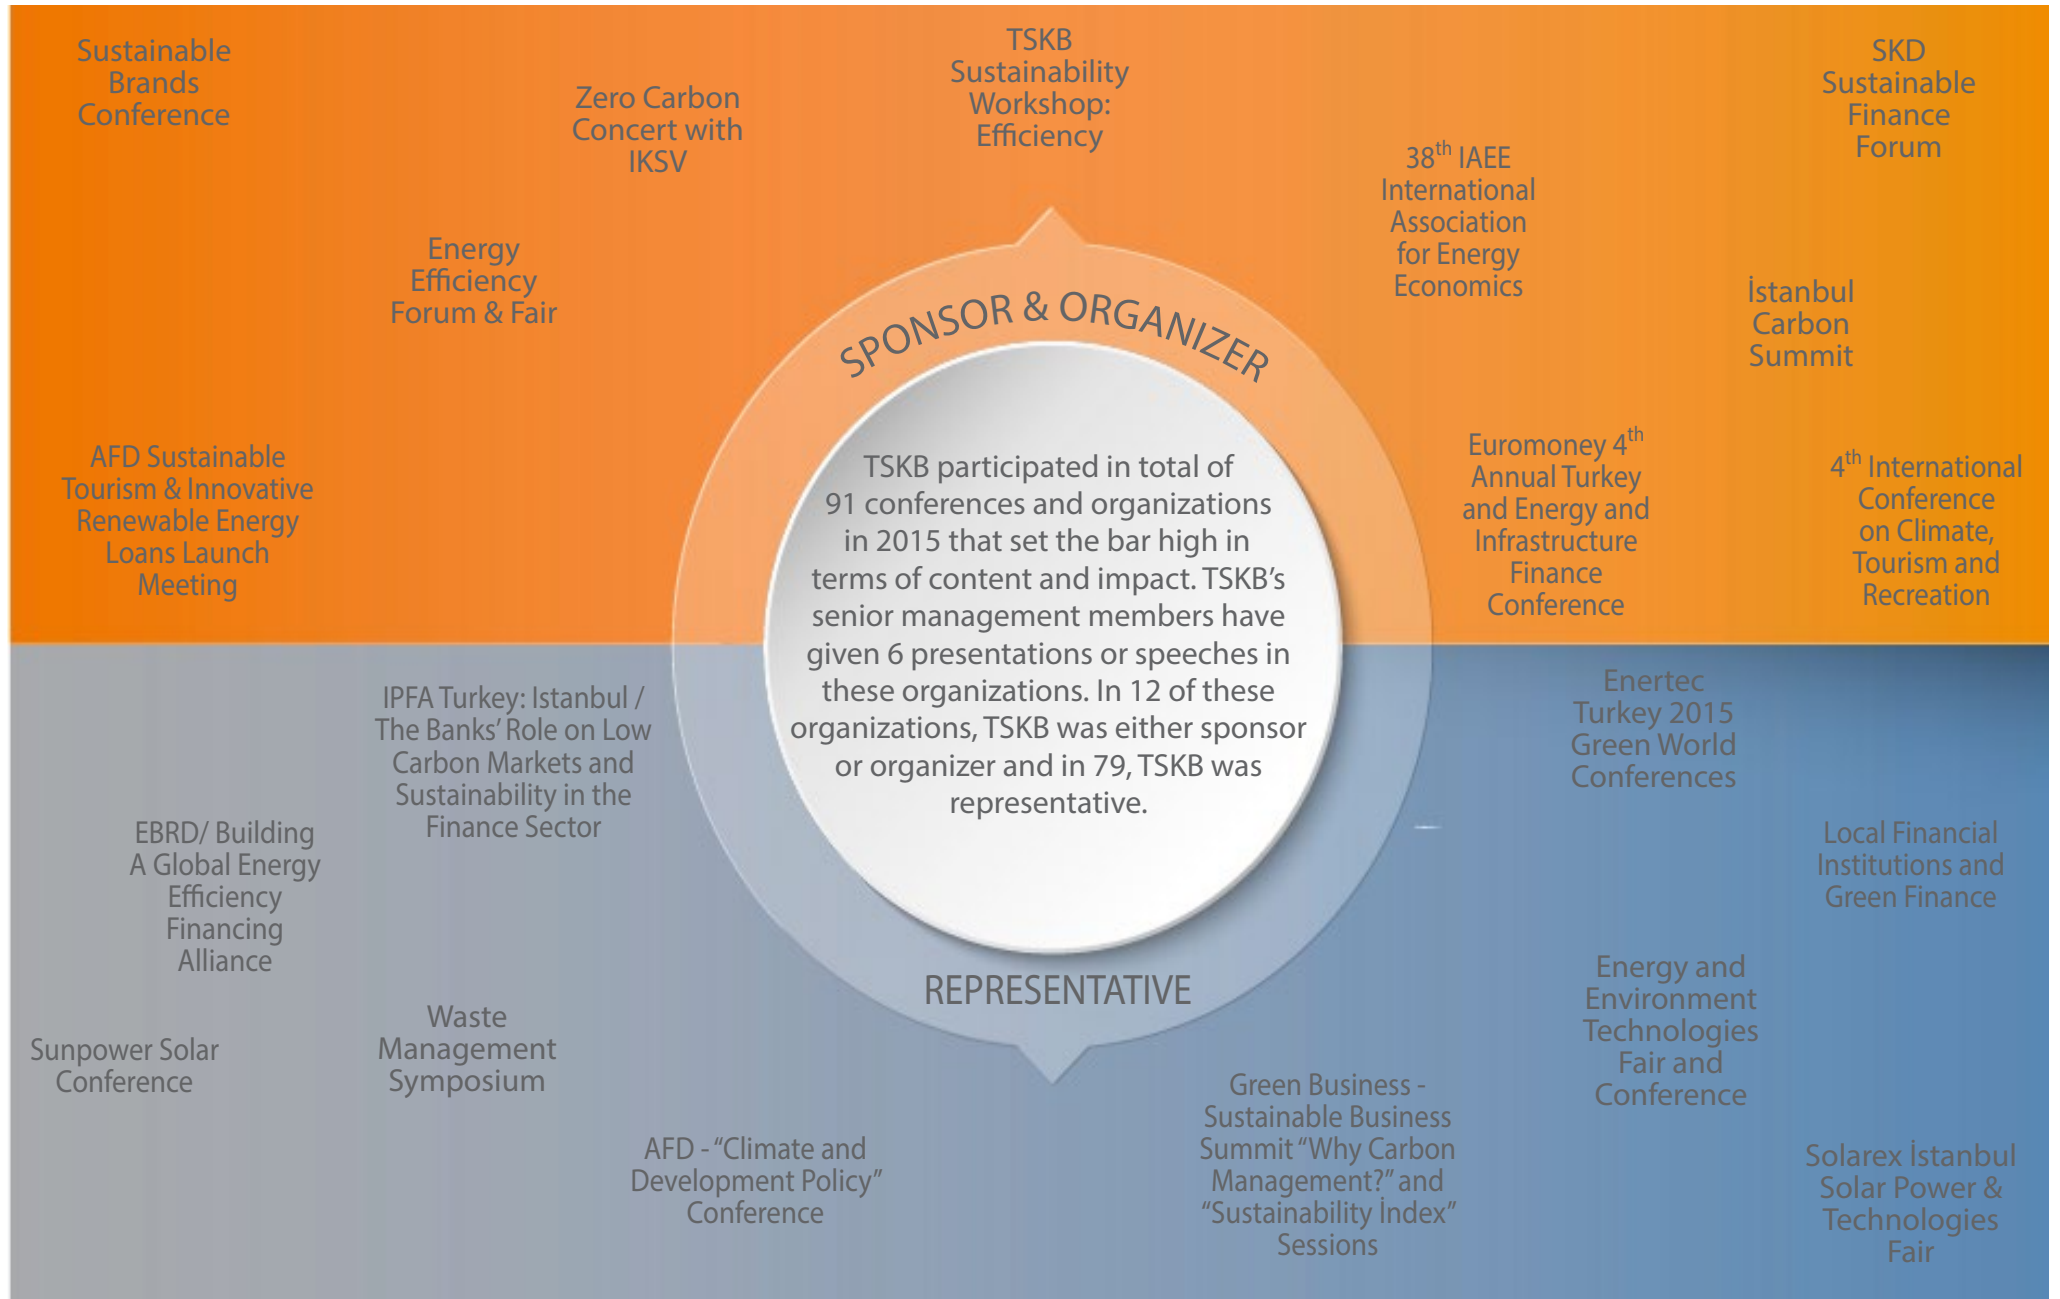 Sustainable
Brands
Conference
Zero Carbon
Concert with
IKSV
TSKB
Sustainability
Workshop:
Efficiency
38th IAEE
International
Association
for Energy
Economics
SKD
Sustainable
Finance
Forum
Energy
Efficiency
Forum & Fair
İstanbul
Carbon
Summit
AFD Sustainable
Tourism & Innovative
Renewable Energy
Loans Launch
Meeting
Euromoney 4th
Annual Turkey
and Energy and
Infrastructure
Finance
Conference
4th International
Conference
on Climate,
Tourism and
Recreation
SPONSOR & ORGANIZER
TSKB participated in total of
91 conferences and organizations
in 2015 that set the bar high in
terms of content and impact. TSKB’s
senior management members have
given 6 presentations or speeches in
these organizations. In 12 of these
organizations, TSKB was either sponsor
or organizer and in 79, TSKB was
representative.
REPRESENTATIVE
IPFA Turkey: Istanbul /
The Banks’ Role on Low
Carbon Markets and
Sustainability in the
Finance Sector
Enertec
Turkey 2015
Green World
Conferences
EBRD/ Building
A Global Energy
Efficiency
Financing
Alliance
Local Financial
Institutions and
Green Finance
Sunpower Solar
Conference
Waste
Management
Symposium
Energy and
Environment
Technologies
Fair and
Conference
AFD - “Climate and
Development Policy”
Conference
Green Business -
Sustainable Business
Summit “Why Carbon
Management?” and
“Sustainability İndex”
Sessions
Solarex İstanbul
Solar Power &
Technologies
Fair